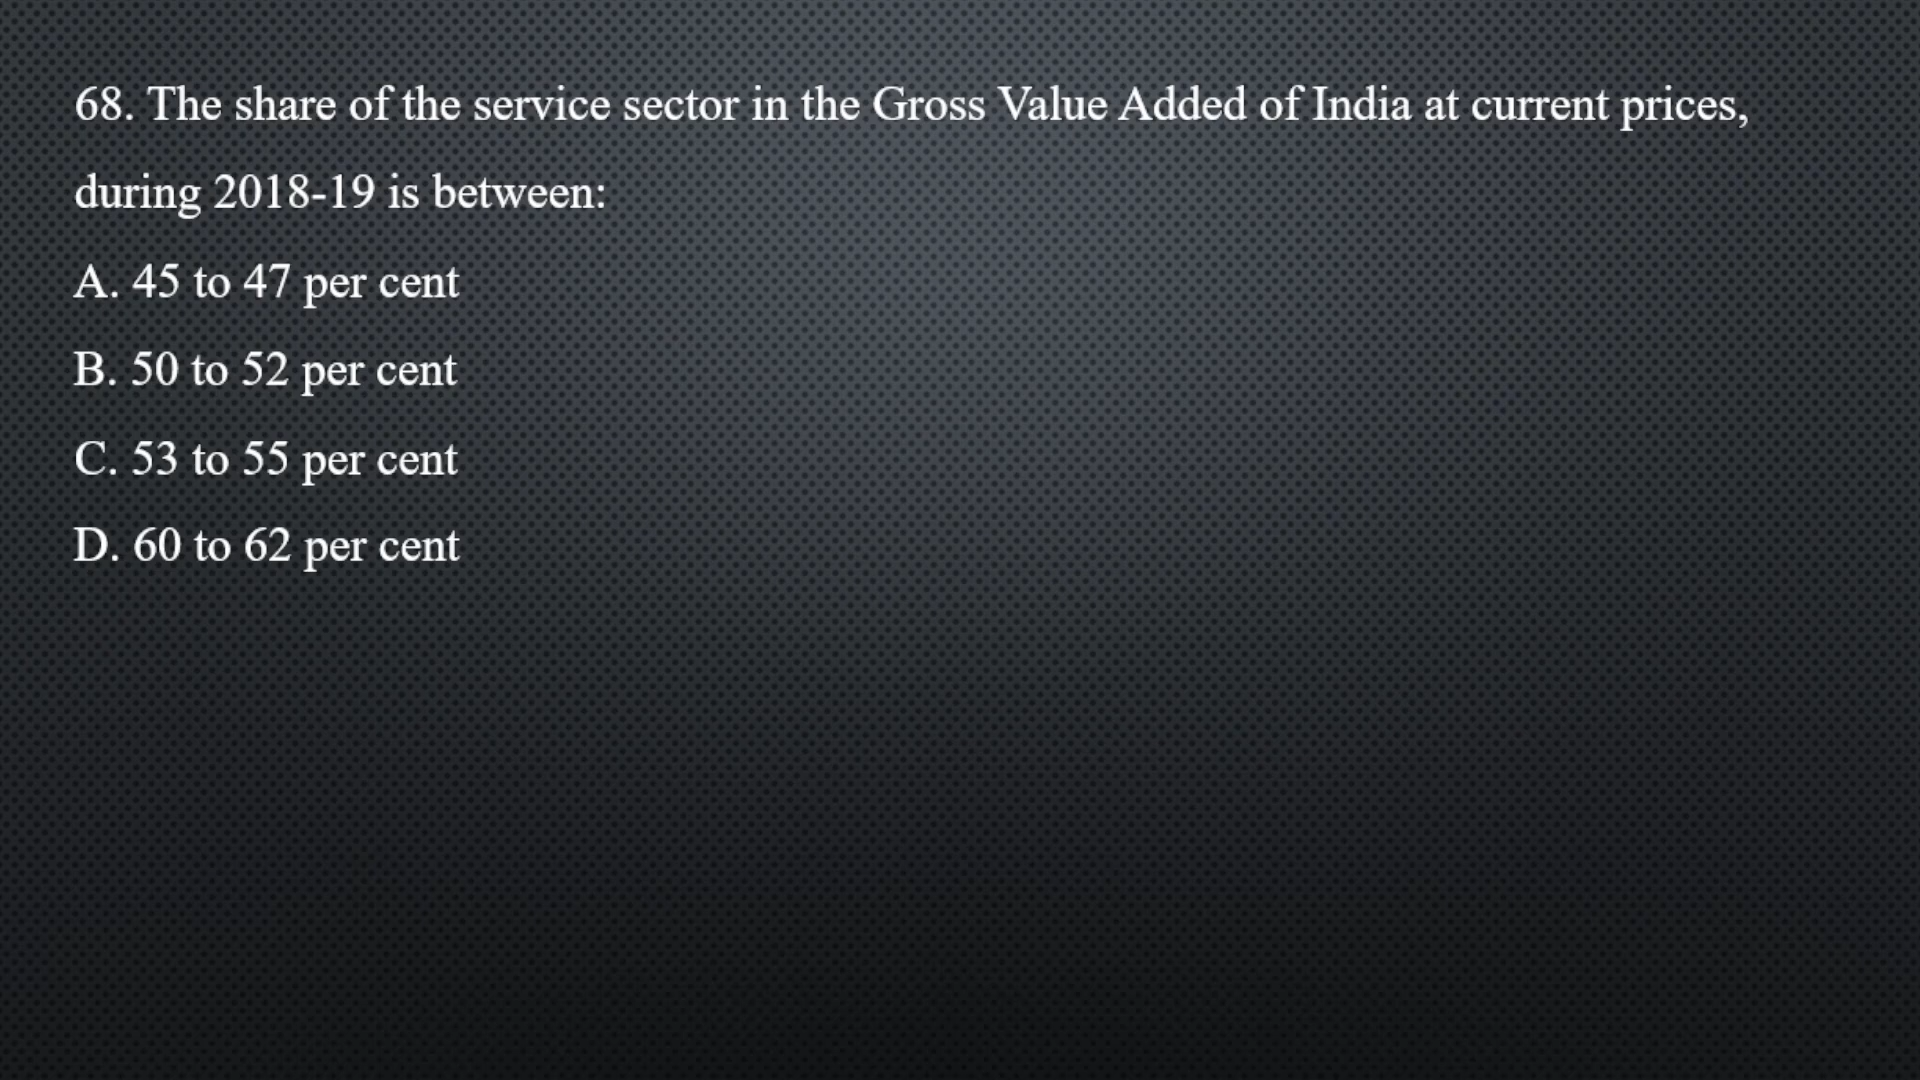 68. The share of the service sector in the Gross Value Added of India at current prices,
during 2018-19 is between:
A. 45 to 47 per cent
B. 50 to 52 per cent
C. 53 to 55 per cent
D. 60 to 62 per cent